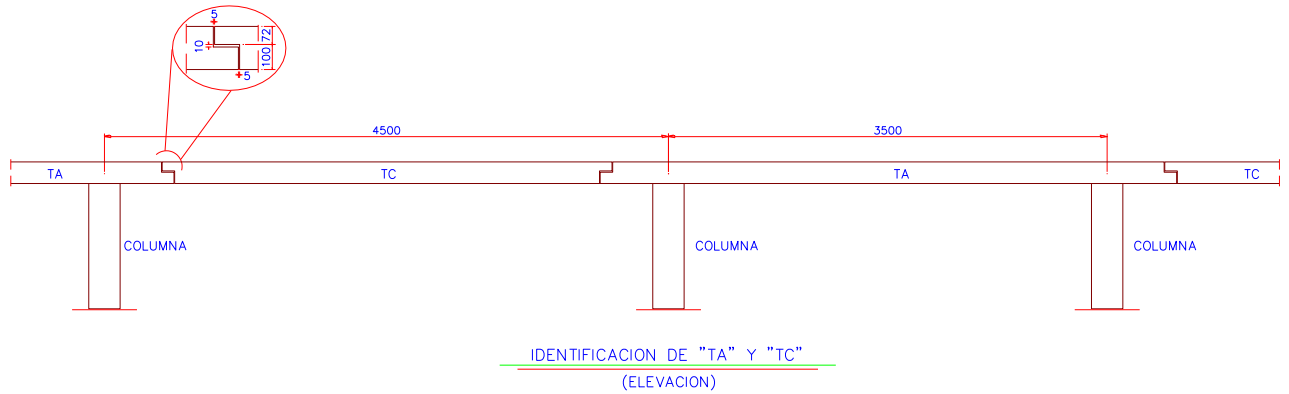 5
10
72
100
5
4500
3500
TA
TC
TA
TC
COLUMNA
COLUMNA
COLUMNA
IDENTIFICACION DE "TA" Y "TC"
(ELEVACION)